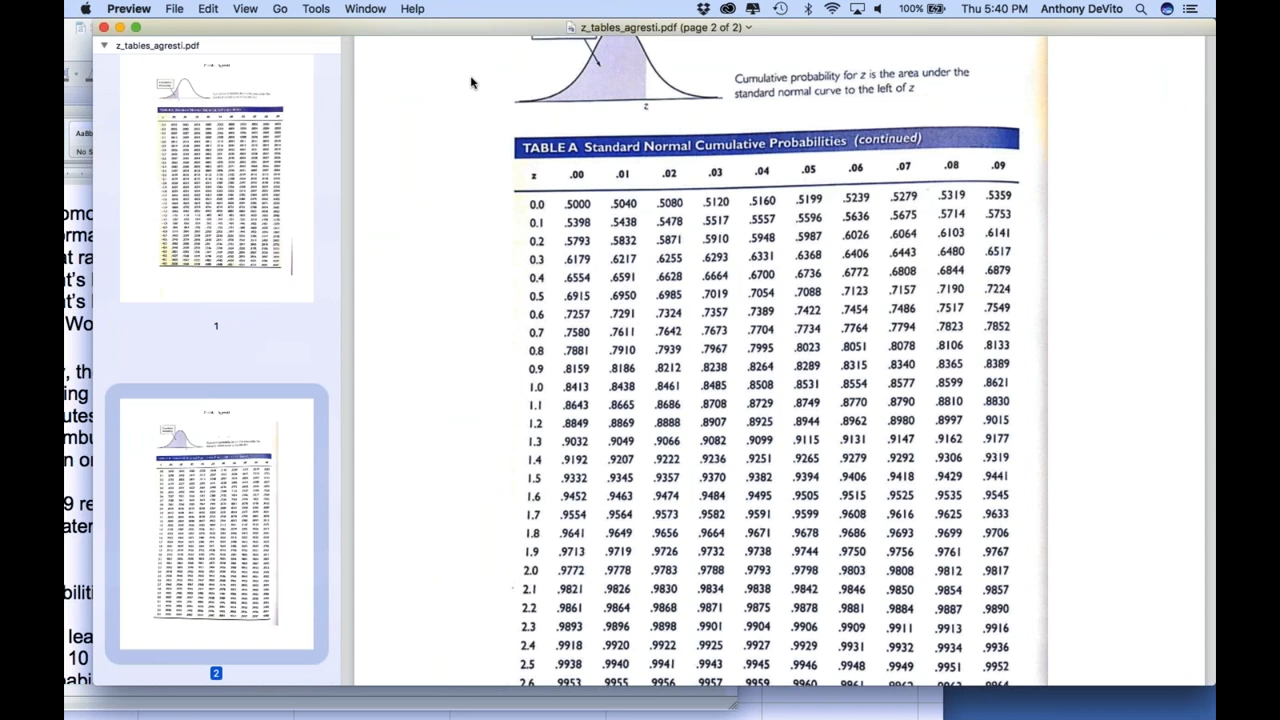 Preview File Edit View Go Tools Window Help 100% Thu 5:40 PM Anthony DeVito
z_tables_agresti.pdf (page 2 of 2)
z_tables_agresti.pdf
1
2
AaBb
No S
Cumulative probability for z is the area under the
standard normal curve to the left of z
z
TABLE A Standard Normal Cumulative Probabilities (continued)
z .00 .01 .02 .03 .04 .05 .06 .07 .08 .09
0.0 .5000 .5040 .5080 .5120 .5160 .5199 .5239 .5279 .5319 .5359
0.1 .5398 .5438 .5478 .5517 .5557 .5596 .5636 .5675 .5714 .5753
0.2 .5793 .5832 .5871 .5910 .5948 .5987 .6026 .6064 .6103 .6141
0.3 .6179 .6217 .6255 .6293 .6331 .6368 .6406 .6443 .6480 .6517
0.4 .6554 .6591 .6628 .6664 .6700 .6736 .6772 .6808 .6844 .6879
0.5 .6915 .6950 .6985 .7019 .7054 .7088 .7123 .7157 .7190 .7224
0.6 .7257 .7291 .7324 .7357 .7389 .7422 .7454 .7486 .7517 .7549
0.7 .7580 .7611 .7642 .7673 .7704 .7734 .7764 .7794 .7823 .7852
0.8 .7881 .7910 .7939 .7967 .7995 .8023 .8051 .8078 .8106 .8133
0.9 .8159 .8186 .8212 .8238 .8264 .8289 .8315 .8340 .8365 .8389
1.0 .8413 .8438 .8461 .8485 .8508 .8531 .8554 .8577 .8599 .8621
1.1 .8643 .8665 .8686 .8708 .8729 .8749 .8770 .8790 .8810 .8830
1.2 .8849 .8869 .8888 .8907 .8925 .8944 .8962 .8980 .8997 .9015
1.3 .9032 .9049 .9066 .9082 .9099 .9115 .9131 .9147 .9162 .9177
1.4 .9192 .9207 .9222 .9236 .9251 .9265 .9279 .9292 .9306 .9319
1.5 .9332 .9345 .9357 .9370 .9382 .9394 .9406 .9418 .9429 .9441
1.6 .9452 .9463 .9474 .9484 .9495 .9505 .9515 .9525 .9535 .9545
1.7 .9554 .9564 .9573 .9582 .9591 .9599 .9608 .9616 .9625 .9633
1.8 .9641 .9649 .9656 .9664 .9671 .9678 .9686 .9693 .9699 .9706
1.9 .9713 .9719 .9726 .9732 .9738 .9744 .9750 .9756 .9761 .9767
2.0 .9772 .9778 .9783 .9788 .9793 .9798 .9803 .9808 .9812 .9817
2.1 .9821 .9826 .9830 .9834 .9838 .9842 .9846 .9850 .9854 .9857
2.2 .9861 .9864 .9868 .9871 .9875 .9878 .9881 .9884 .9887 .9890
2.3 .9893 .9896 .9898 .9901 .9904 .9906 .9909 .9911 .9913 .9916
2.4 .9918 .9920 .9922 .9925 .9927 .9929 .9931 .9932 .9934 .9936
2.5 .9938 .9940 .9941 .9943 .9945 .9946 .9948 .9949 .9951 .9952
2.6 .9953 .9955 .9956 .9957 .9959 .9960